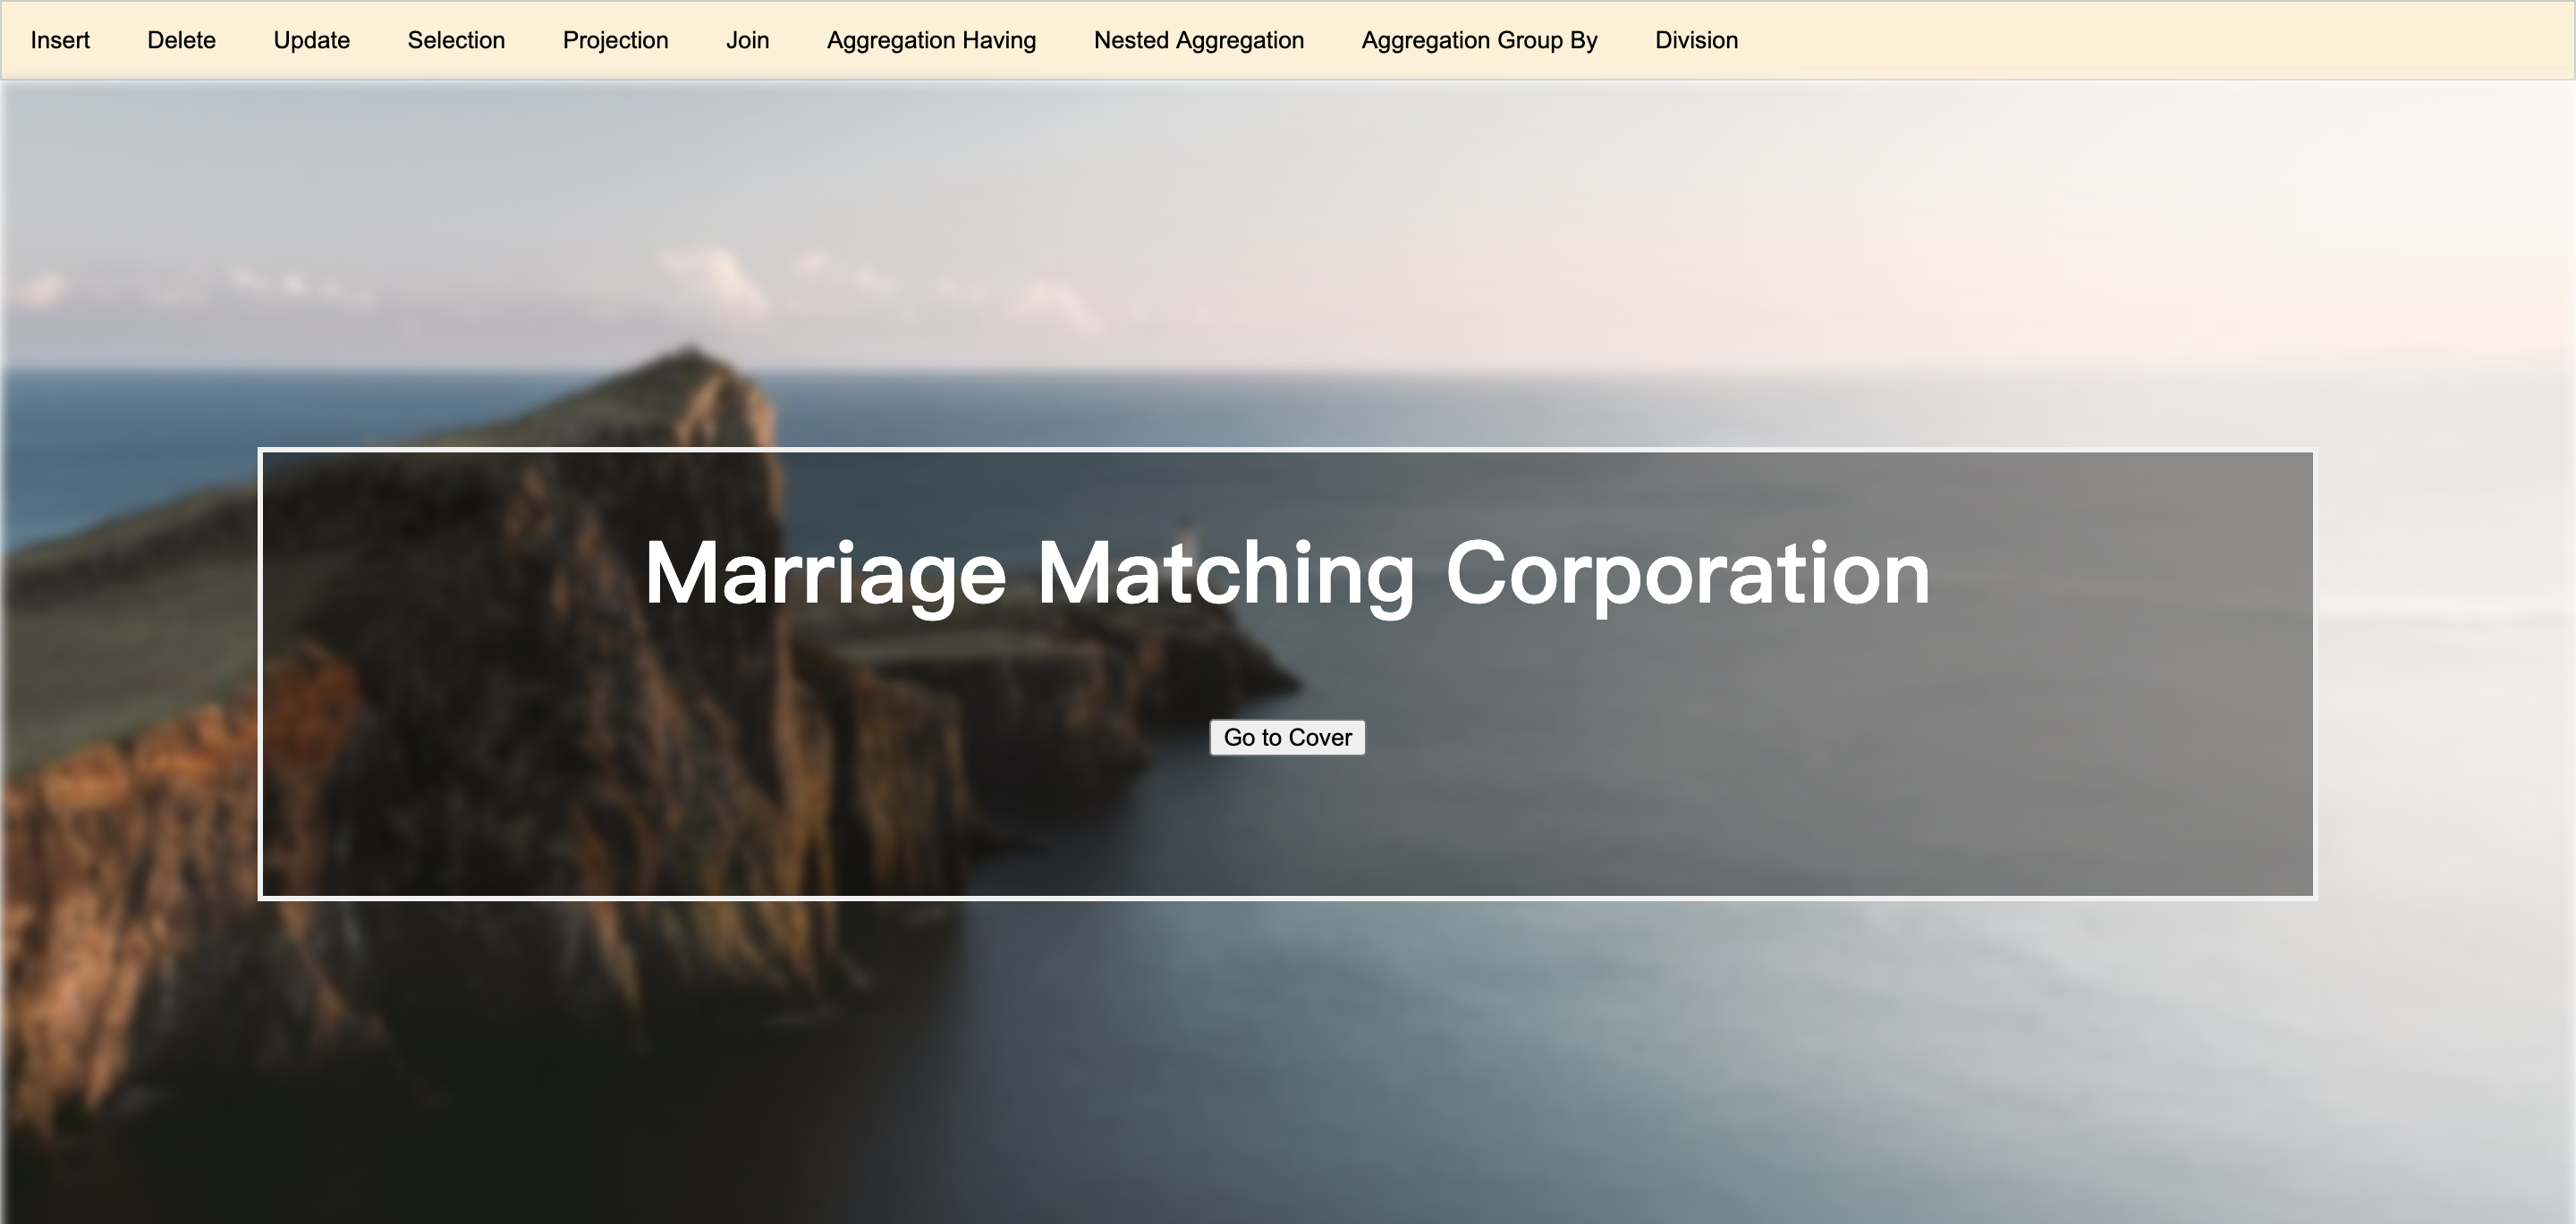 Insert Delete Update Selection Projection Join Aggregation Having Nested Aggregation Aggregation Group By Division
Marriage Matching Corporation
Go to Cover